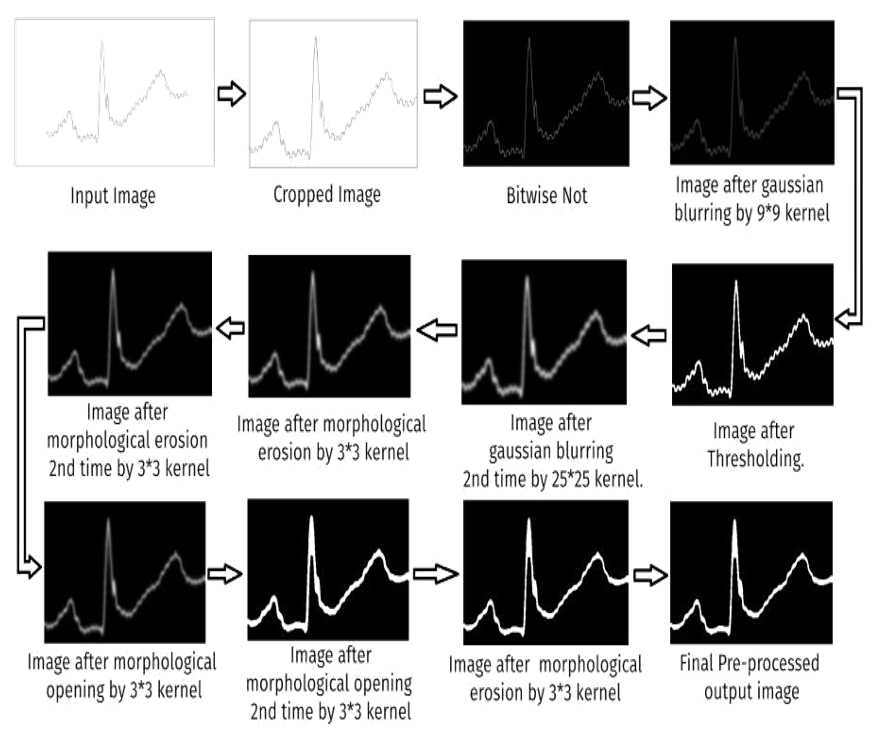 Input Image
Cropped Image
Bitwise Not
Image after gaussian
blurring by 9*9 kernel
Image after
morphological erosion
2nd time by 3*3 kernel
Image after morphological
erosion by 3*3 kernel
Image after
gaussian blurring
2nd time by 25*25 kernel.
Image after
Thresholding.
Image after morphological
opening by 3*3 kernel
Image after
morphological opening
2nd time by 3*3 kernel
Image after morphological
erosion by 3*3 kernel
Final Pre-processed
output image